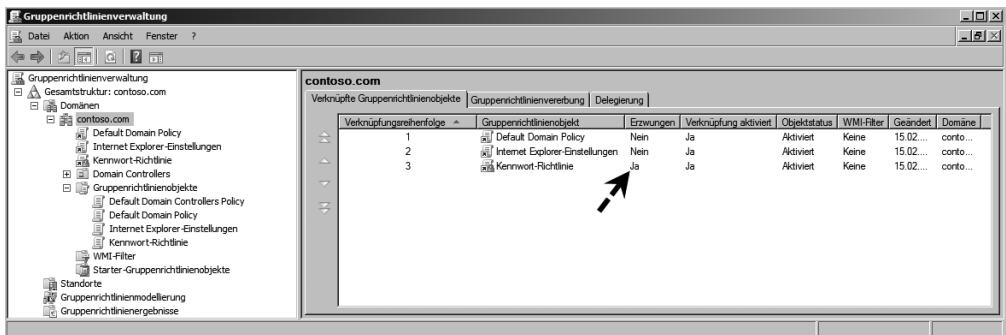 Gruppenrichtlinienverwaltung
Datei Aktion Ansicht Fenster ?
Gruppenrichtlinienverwaltung
Gesamtstruktur: contoso.com
Domänen
contoso.com
Default Domain Policy
Internet Explorer-Einstellungen
Kennwort-Richtlinie
Domain Controllers
Gruppenrichtlinienobjekte
Default Domain Controllers Policy
Default Domain Policy
Internet Explorer-Einstellungen
Kennwort-Richtlinie
WMI-Filter
Starter-Gruppenrichtlinienobjekte
Standorte
Gruppenrichtlinienmodellierung
Gruppenrichtlinienergebnisse
contoso.com
Verknüpfte Gruppenrichtlinienobjekte Gruppenrichtlinienvererbung Delegierung
Verknüpfungsreihenfolge Gruppenrichtlinienobjekt Erzwungen Verknüpfung aktiviert Objektstatus WMI-Filter Geändert Domäne
1 Default Domain Policy Nein Ja Aktiviert Keine 15.02.... conto...
2 Internet Explorer-Einstellungen Nein Ja Aktiviert Keine 15.02.... conto...
3 Kennwort-Richtlinie Ja Ja Aktiviert Keine 15.02.... conto...